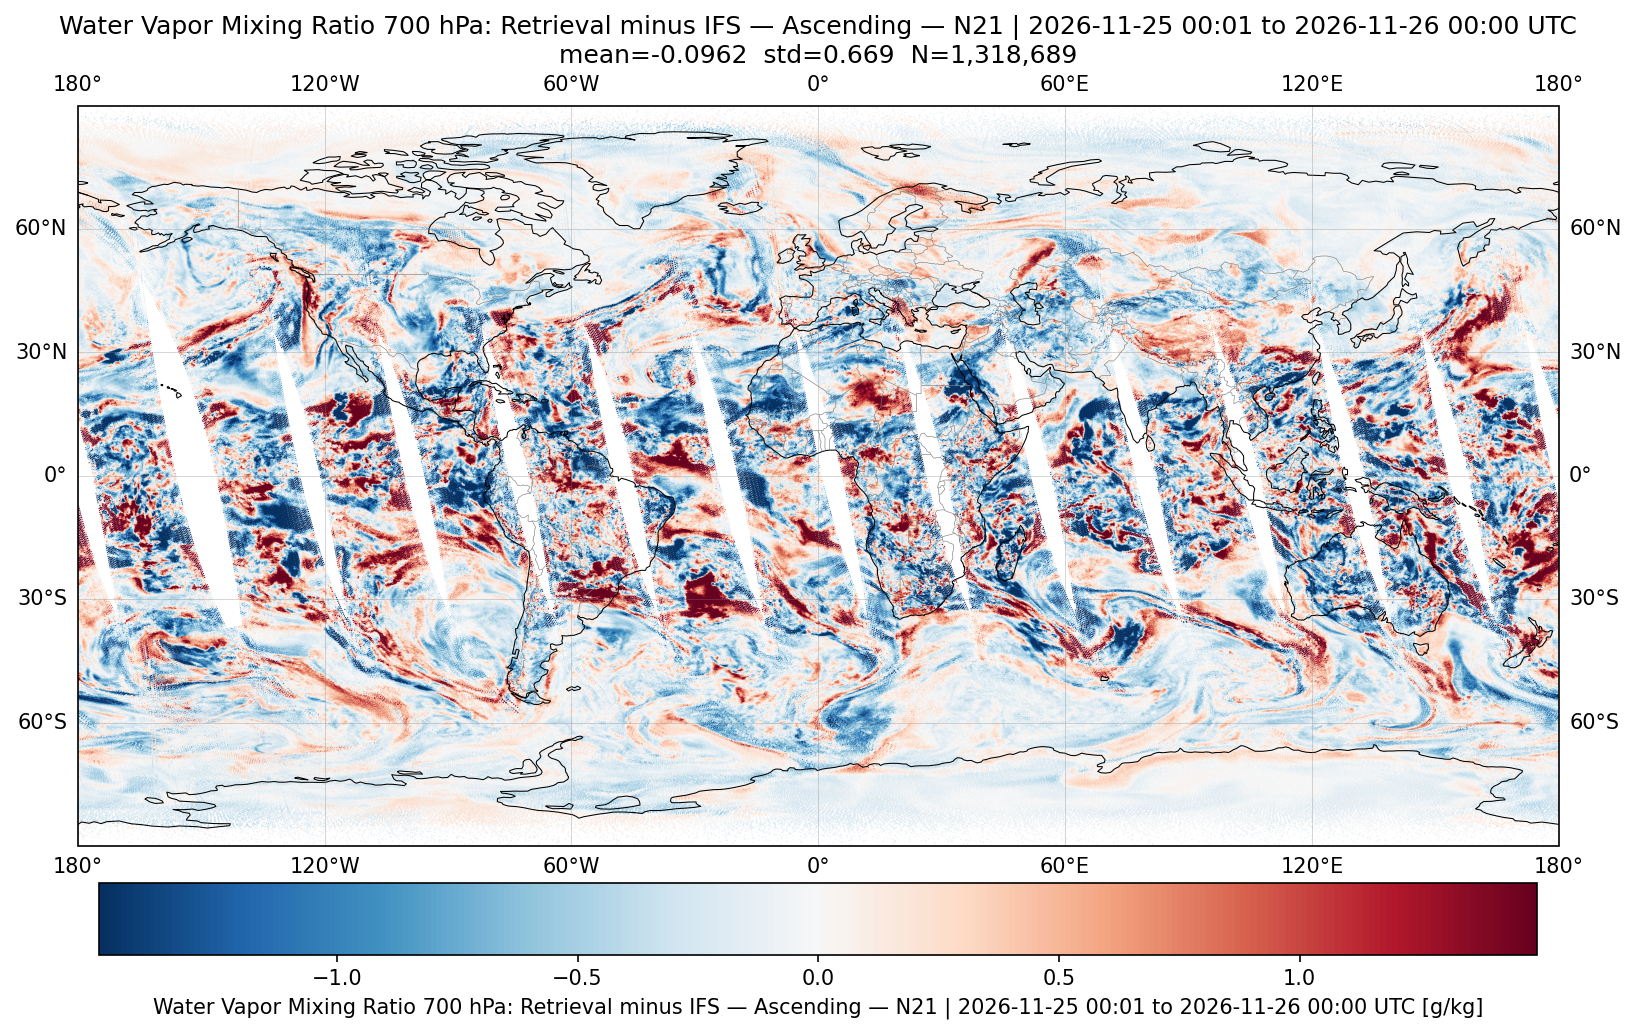 Water Vapor Mixing Ratio 700 hPa: Retrieval minus IFS — Ascending — N21 | 2026-11-25 00:01 to 2026-11-26 00:00 UTC
mean=-0.0962  std=0.669  N=1,318,689
180° 120°W 60°W 0° 60°E 120°E 180°
60°N 60°N
30°N 30°N
0° 0°
30°S 30°S
60°S 60°S
180° 120°W 60°W 0° 60°E 120°E 180°
−1.0 −0.5 0.0 0.5 1.0
Water Vapor Mixing Ratio 700 hPa: Retrieval minus IFS — Ascending — N21 | 2026-11-25 00:01 to 2026-11-26 00:00 UTC [g/kg]